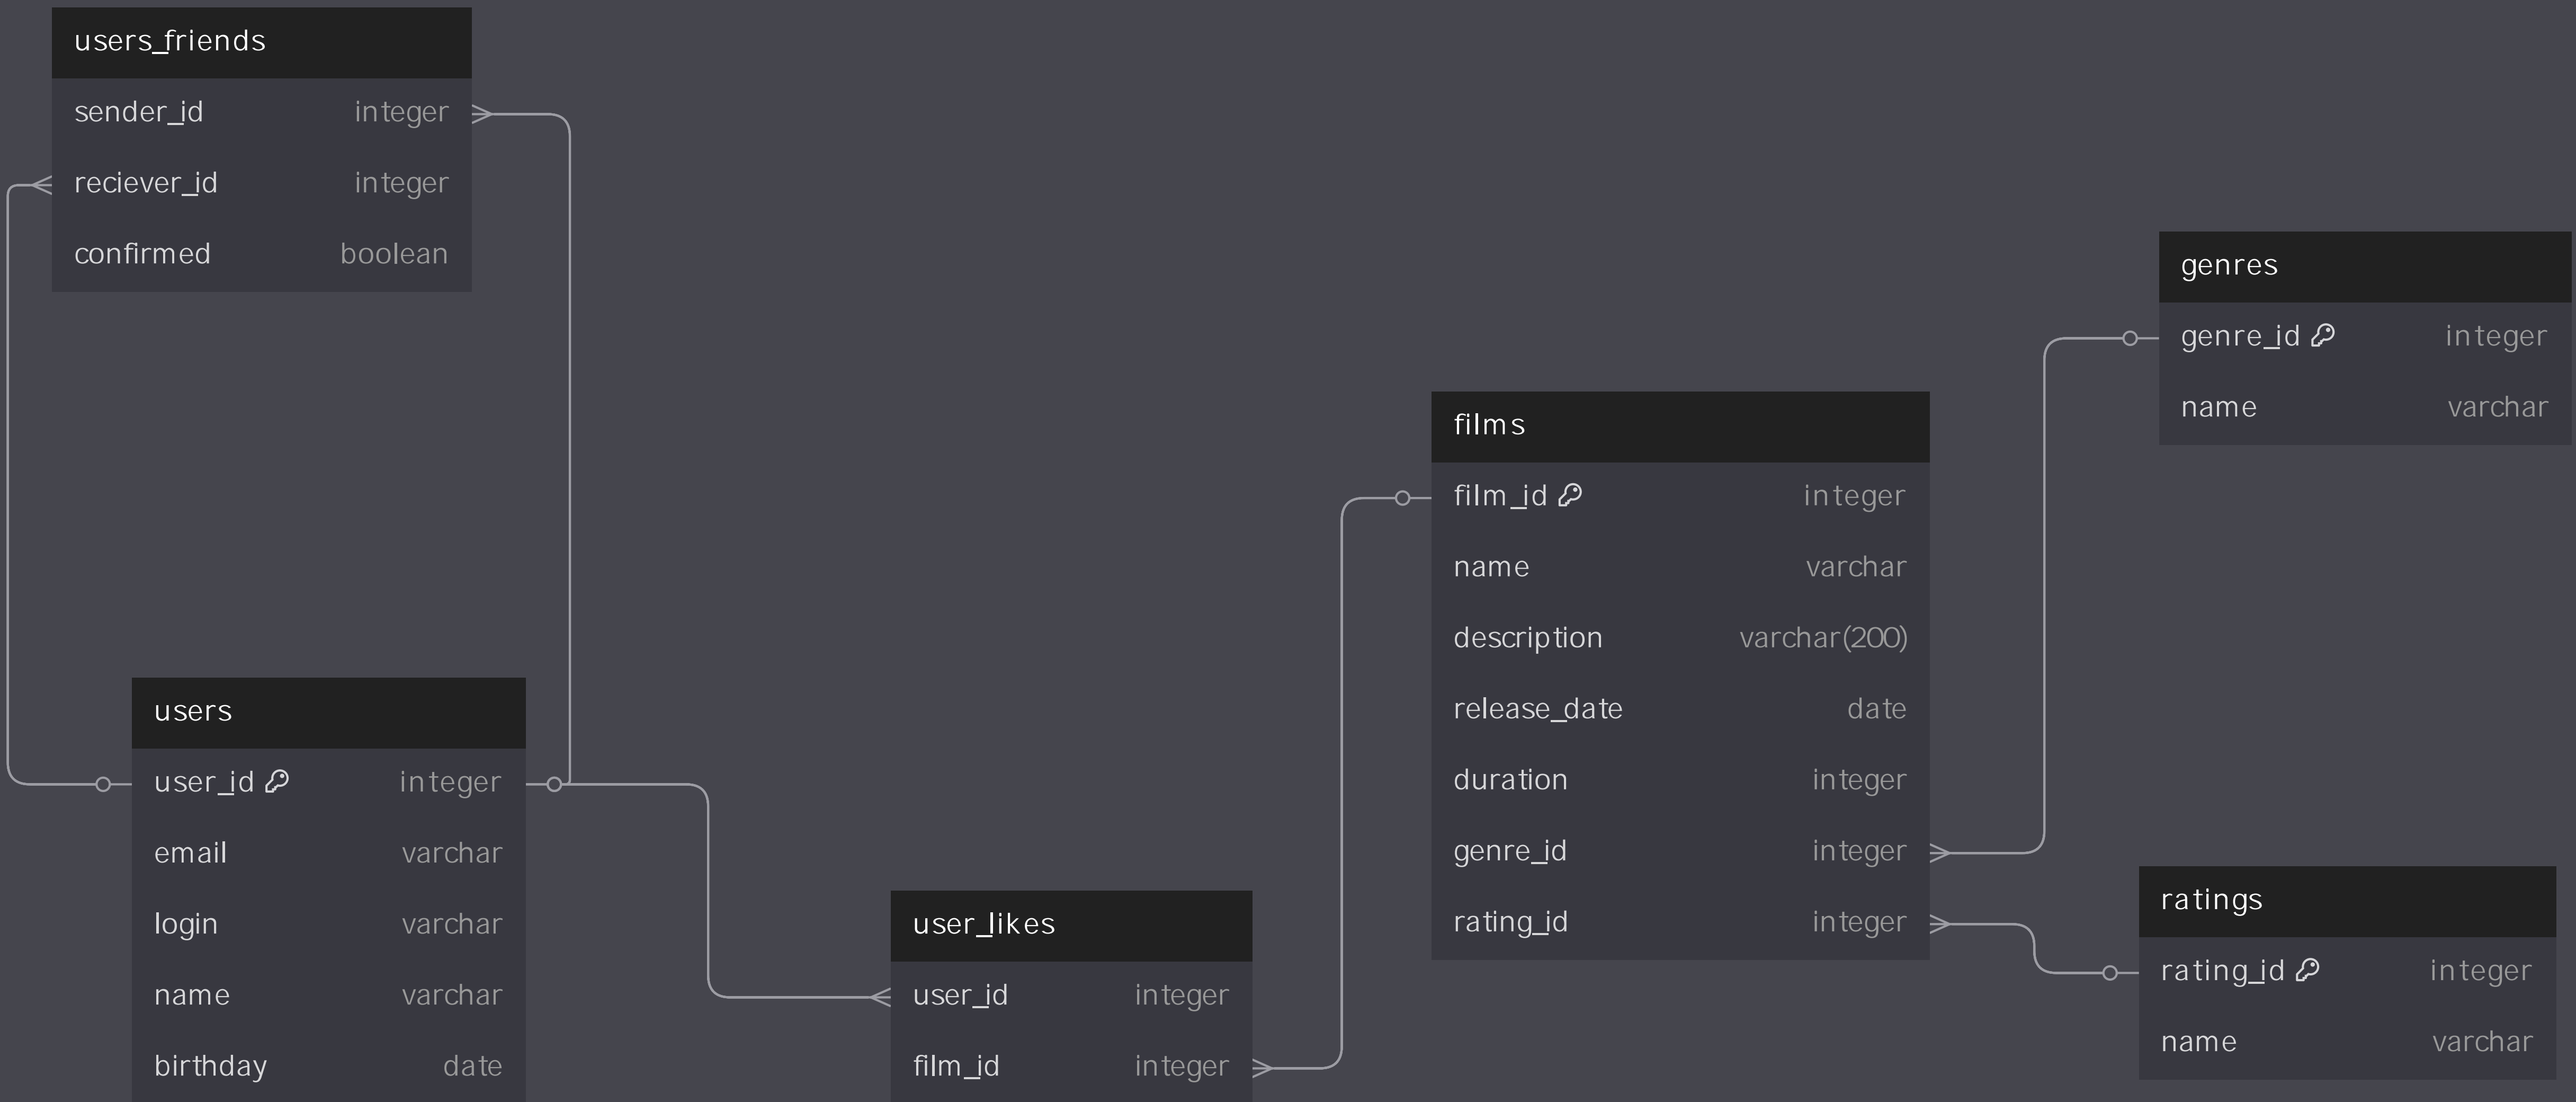 users_friends
sender_id integer
reciever_id integer
confirmed boolean
users
user_id integer
email varchar
login varchar
name varchar
birthday date
user_likes
user_id integer
film_id integer
films
film_id integer
name varchar
description varchar(200)
release_date date
duration integer
genre_id integer
rating_id integer
genres
genre_id integer
name varchar
ratings
rating_id integer
name varchar